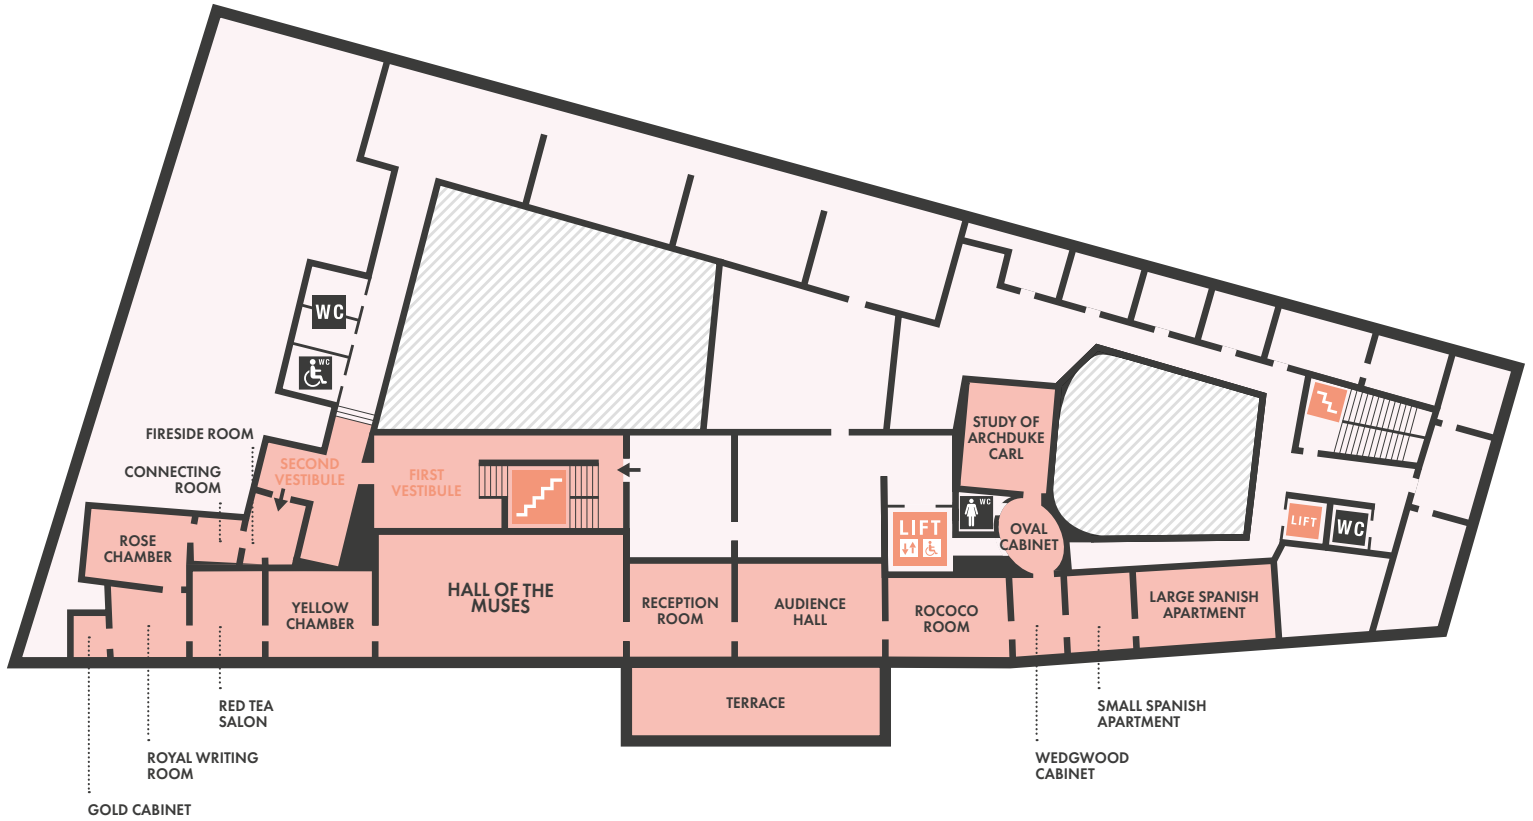 WC
WC
FIRESIDE ROOM
CONNECTING
ROOM
SECOND
VESTIBULE
FIRST
VESTIBULE
STUDY OF
ARCHDUKE
CARL
WC
LIFT
OVAL
CABINET
LIFT
WC
ROSE
CHAMBER
YELLOW
CHAMBER
HALL OF THE
MUSES
RECEPTION
ROOM
AUDIENCE
HALL
ROCOCO
ROOM
LARGE SPANISH
APARTMENT
TERRACE
RED TEA
SALON
SMALL SPANISH
APARTMENT
ROYAL WRITING
ROOM
WEDGWOOD
CABINET
GOLD CABINET